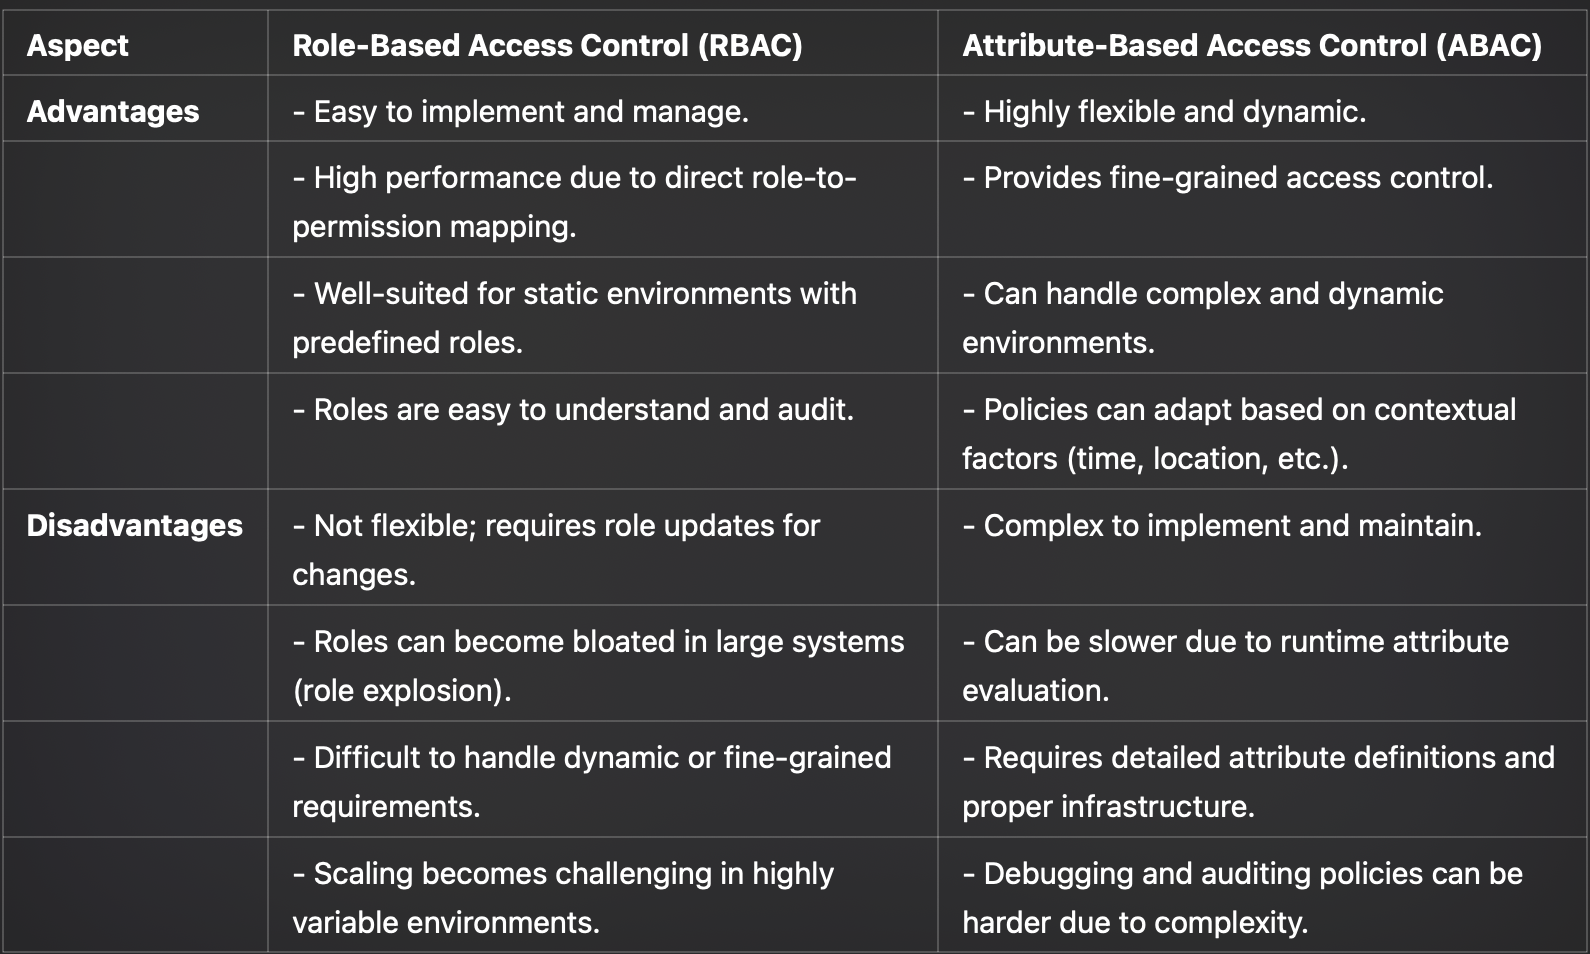 Aspect
Role-Based Access Control (RBAC)
Attribute-Based Access Control (ABAC)
Advantages
- Easy to implement and manage.
- Highly flexible and dynamic.
- High performance due to direct role-to-
permission mapping.
- Provides fine-grained access control.
- Well-suited for static environments with
predefined roles.
- Can handle complex and dynamic
environments.
- Roles are easy to understand and audit.
- Policies can adapt based on contextual
factors (time, location, etc.).
Disadvantages
- Not flexible; requires role updates for
changes.
- Complex to implement and maintain.
- Roles can become bloated in large systems
(role explosion).
- Can be slower due to runtime attribute
evaluation.
- Difficult to handle dynamic or fine-grained
requirements.
- Requires detailed attribute definitions and
proper infrastructure.
- Scaling becomes challenging in highly
variable environments.
- Debugging and auditing policies can be
harder due to complexity.